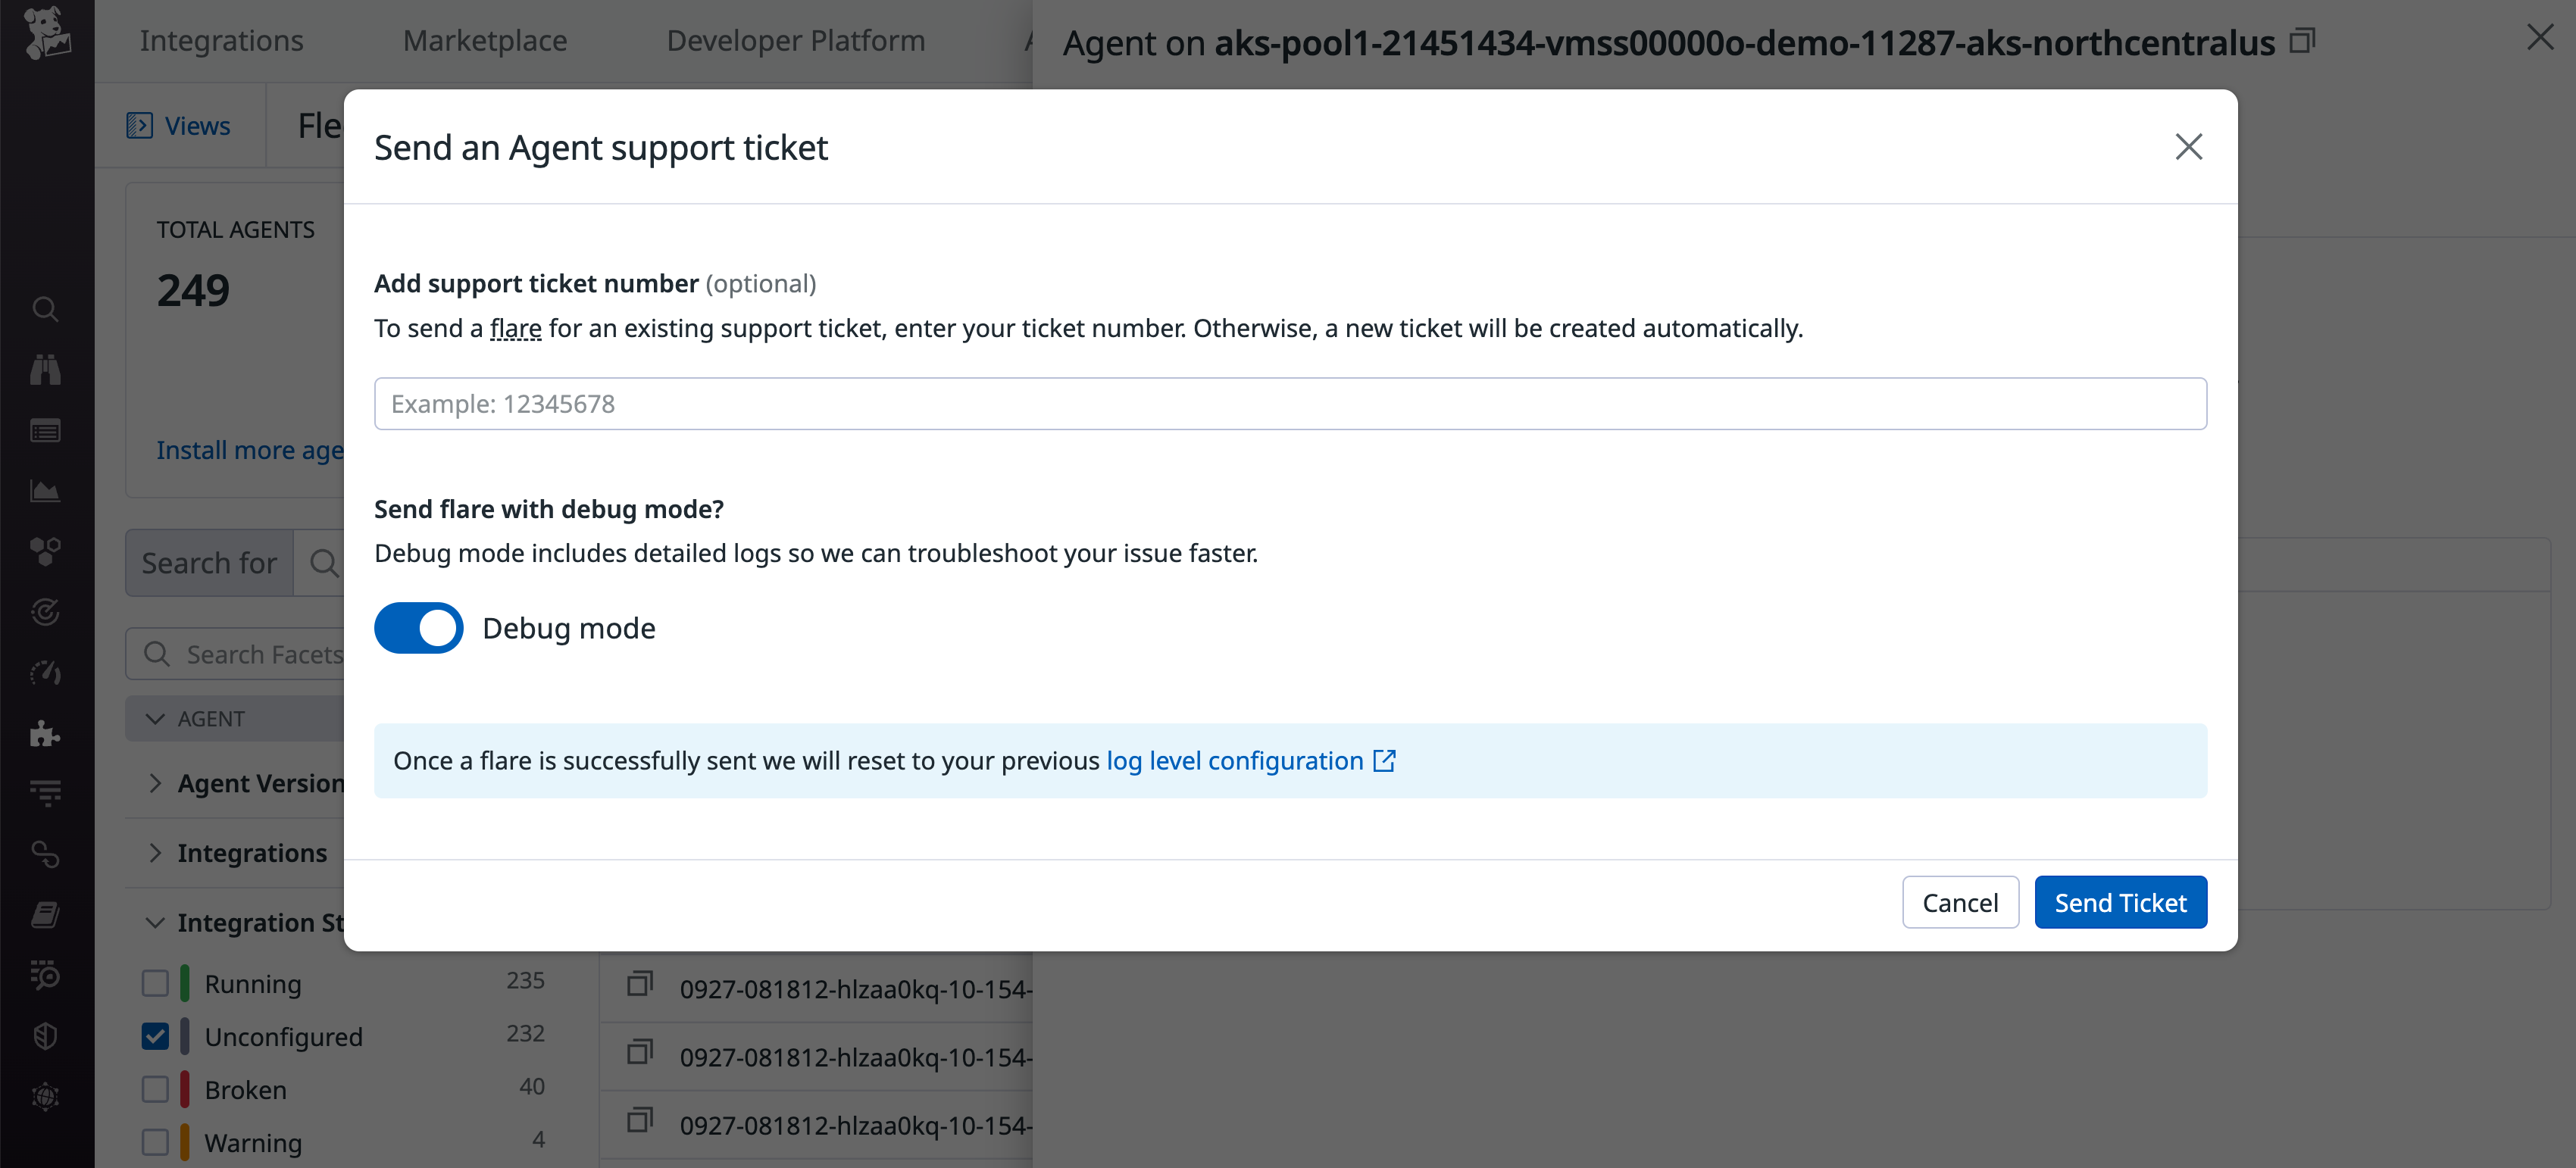 Integrations Marketplace Developer Platform
Agent on aks-pool1-21451434-vmss00000o-demo-11287-aks-northcentralus
Views
Fle
Send an Agent support ticket
TOTAL AGENTS
249
Install more age
Add support ticket number (optional)
To send a flare for an existing support ticket, enter your ticket number. Otherwise, a new ticket will be created automatically.
Example: 12345678
Send flare with debug mode?
Debug mode includes detailed logs so we can troubleshoot your issue faster.
Debug mode
Once a flare is successfully sent we will reset to your previous log level configuration
Cancel Send Ticket
Search for
Search Facets
AGENT
Agent Version
Integrations
Integration St
Running 235
Unconfigured 232
Broken 40
Warning 4
0927-081812-hlzaa0kq-10-154-
0927-081812-hlzaa0kq-10-154-
0927-081812-hlzaa0kq-10-154-